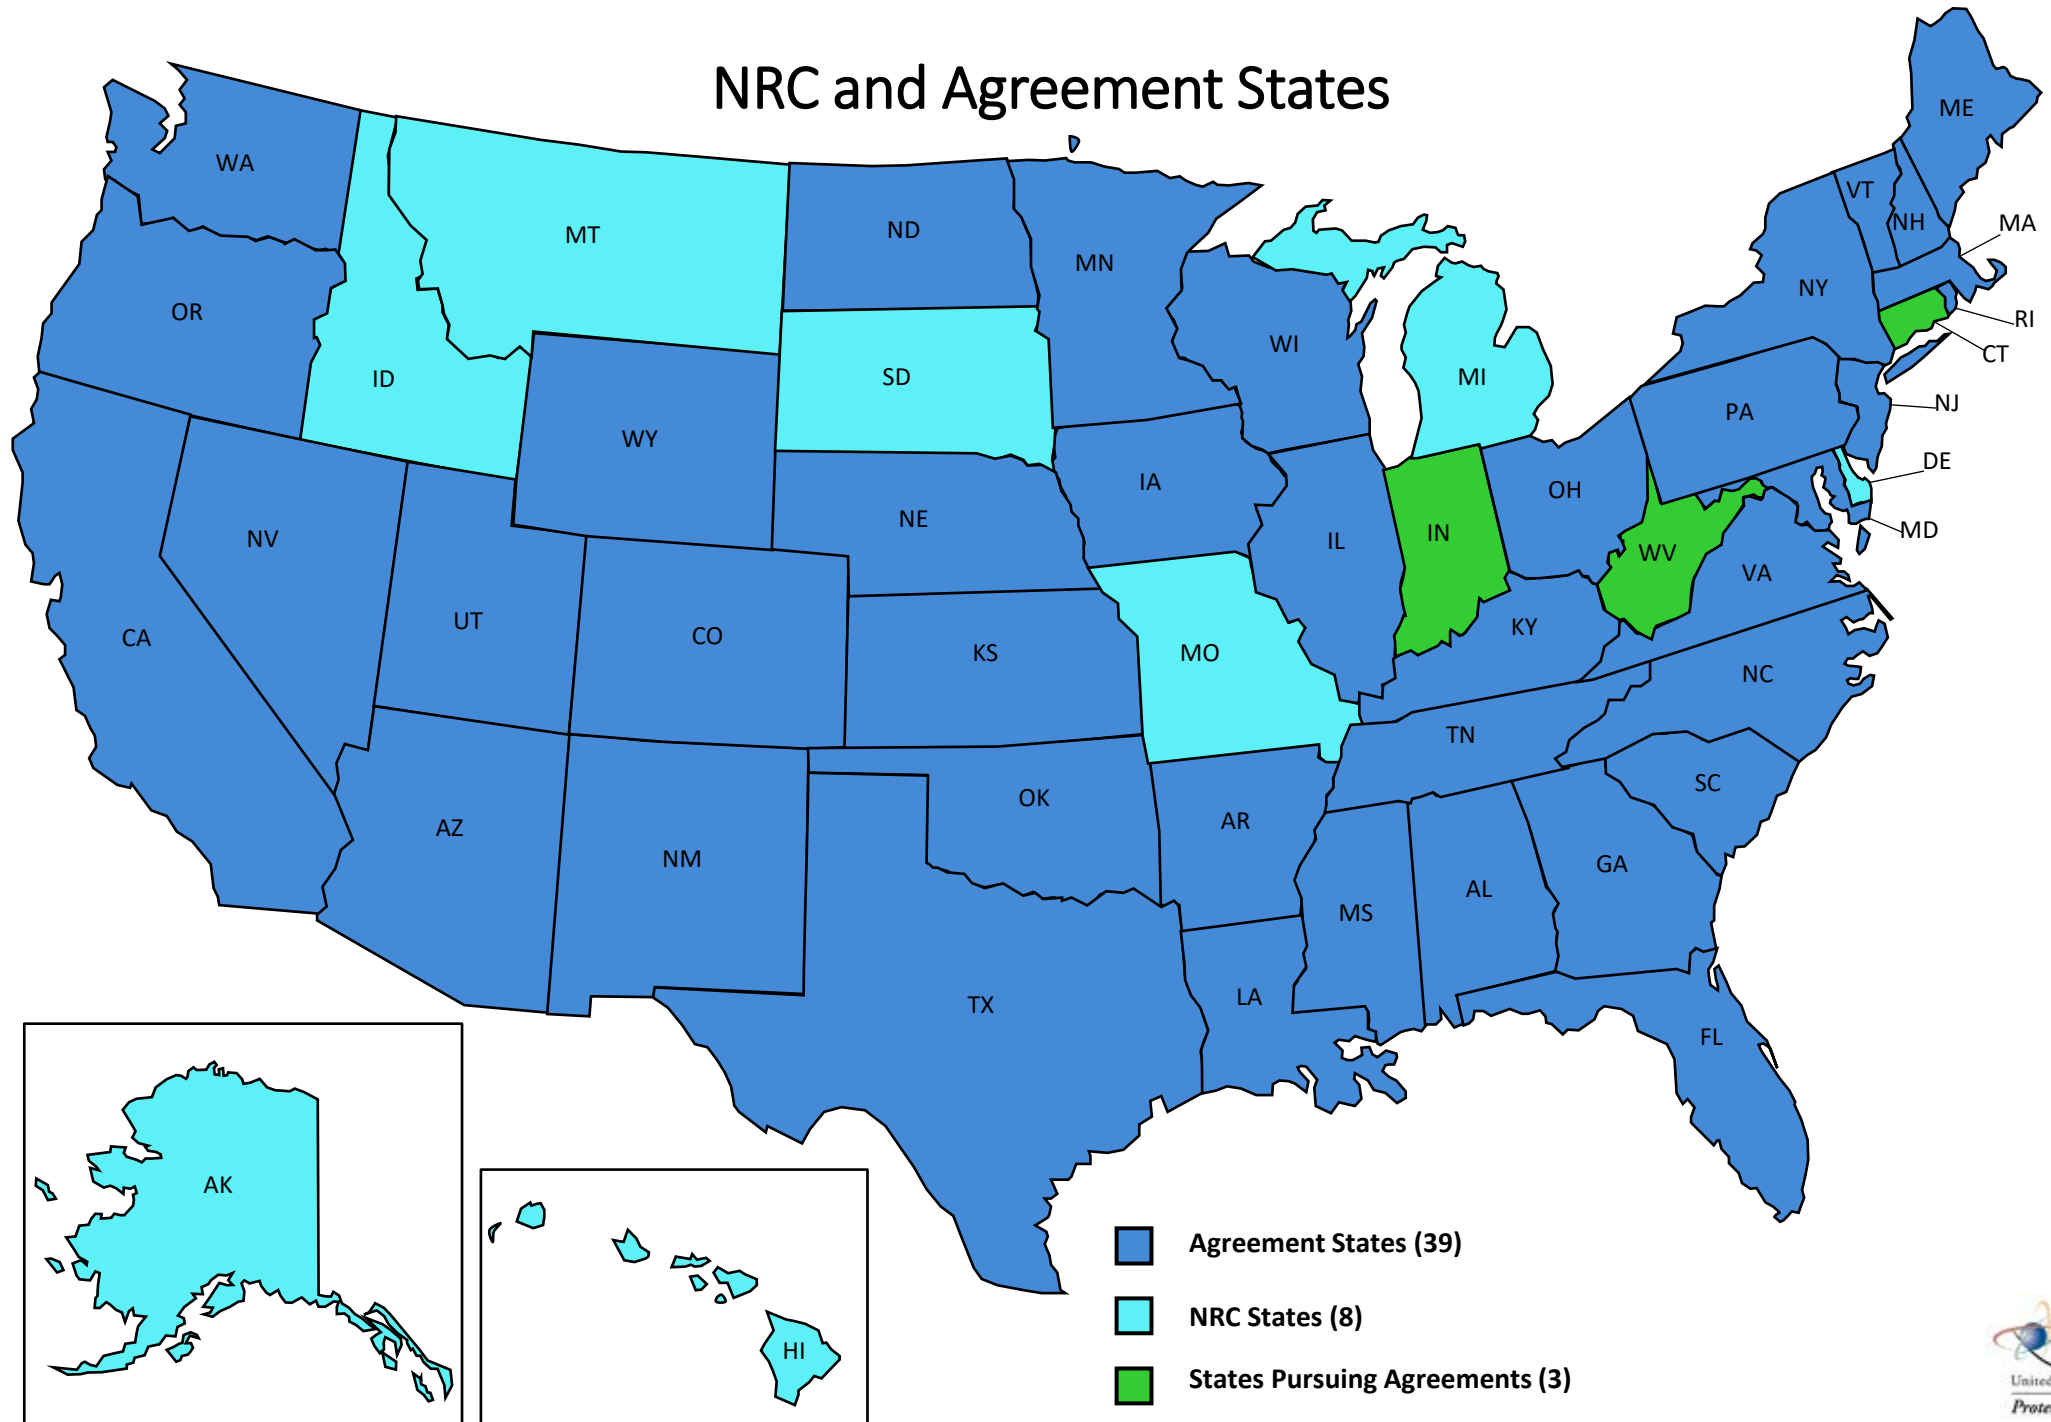 NRC and Agreement States
ME
WA
VT
NH
MA
MT
ND
MN
NY
OR
RI
WI
CT
ID
SD
MI
NJ
PA
WY
DE
IA
OH
NE
MD
NV
IL
IN
WV
VA
UT
CO
KS
MO
KY
CA
NC
TN
SC
OK
AR
AZ
NM
GA
AL
MS
TX
LA
FL
AK
HI
Agreement States (39)
NRC States (8)
States Pursuing Agreements (3)
United
Prote